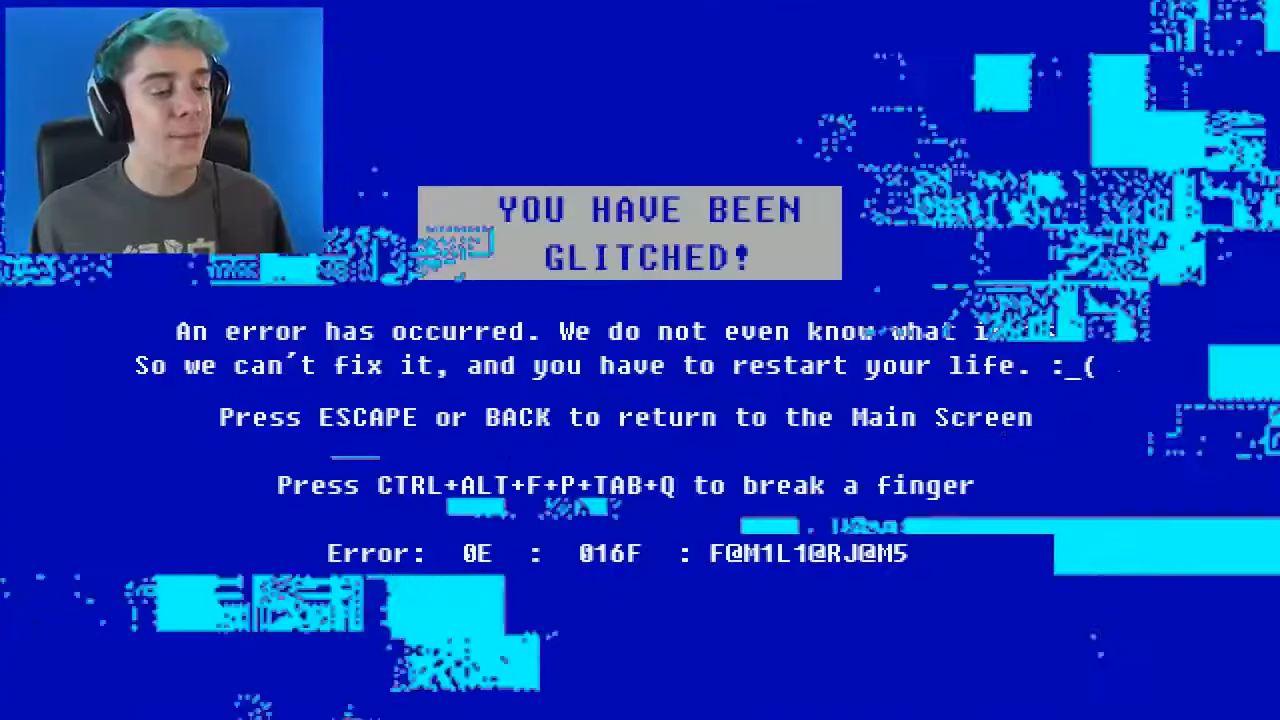 YOU HAVE BEEN
GLITCHED!
An error has occurred. We do not even know what
So we can't fix it, and you have to restart your life. :_(
Press ESCAPE or BACK to return to the Main Screen
Press CTRL+ALT+F+P+TAB+Q to break a finger
Error: 0E : 016F : F@M1L1@RJ@M5